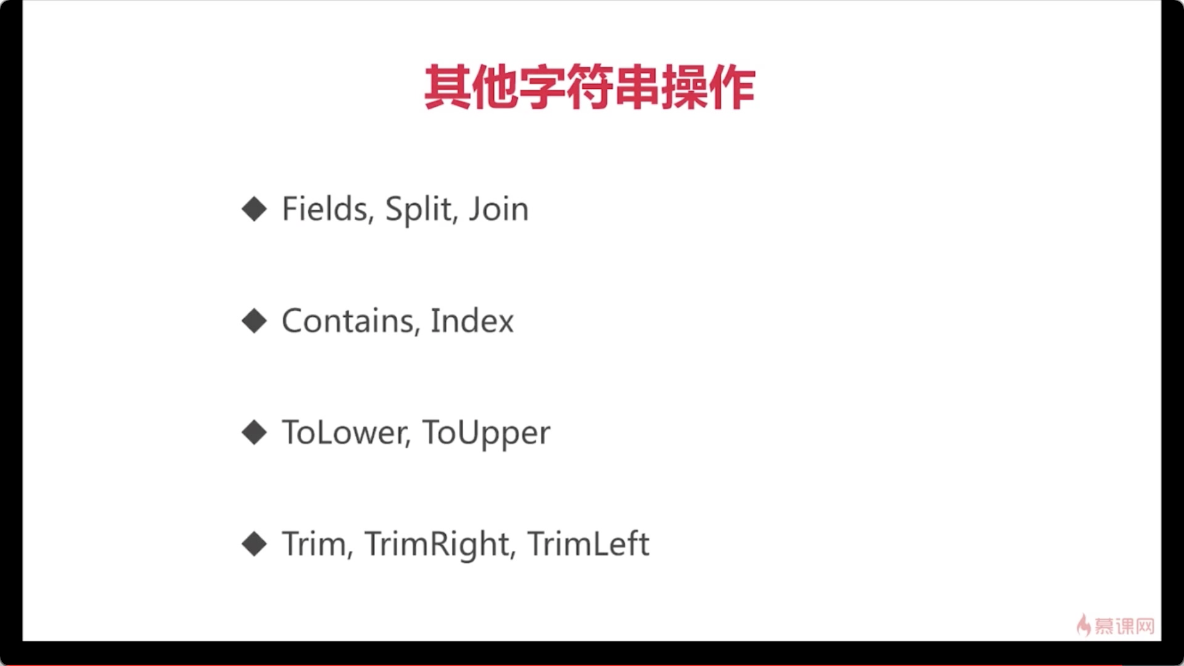 其他字符串操作
◆ Fields, Split, Join
◆ Contains, Index
◆ ToLower, ToUpper
◆ Trim, TrimRight, TrimLeft
慕课网